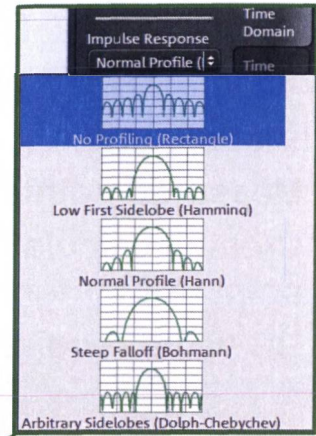 Time
Domain
Impulse Response
Normal Profile (
Time
No Profiling (Rectangle)
Low First Sidelobe (Hamming)
Normal Profile (Hann)
Steep Falloff (Bohmann)
Arbitrary Sidelobes (Dolph-Chebychev)